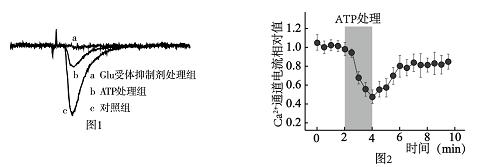 a
b
a Glu受体抑制剂处理组
b ATP处理组
c
c 对照组
图1
ATP处理
Ca²⁺通道电流相对值
1.2
1.0
0.8
0.6
0.4
0.2
0 2 4 6 8 10
时间 (min)
图2